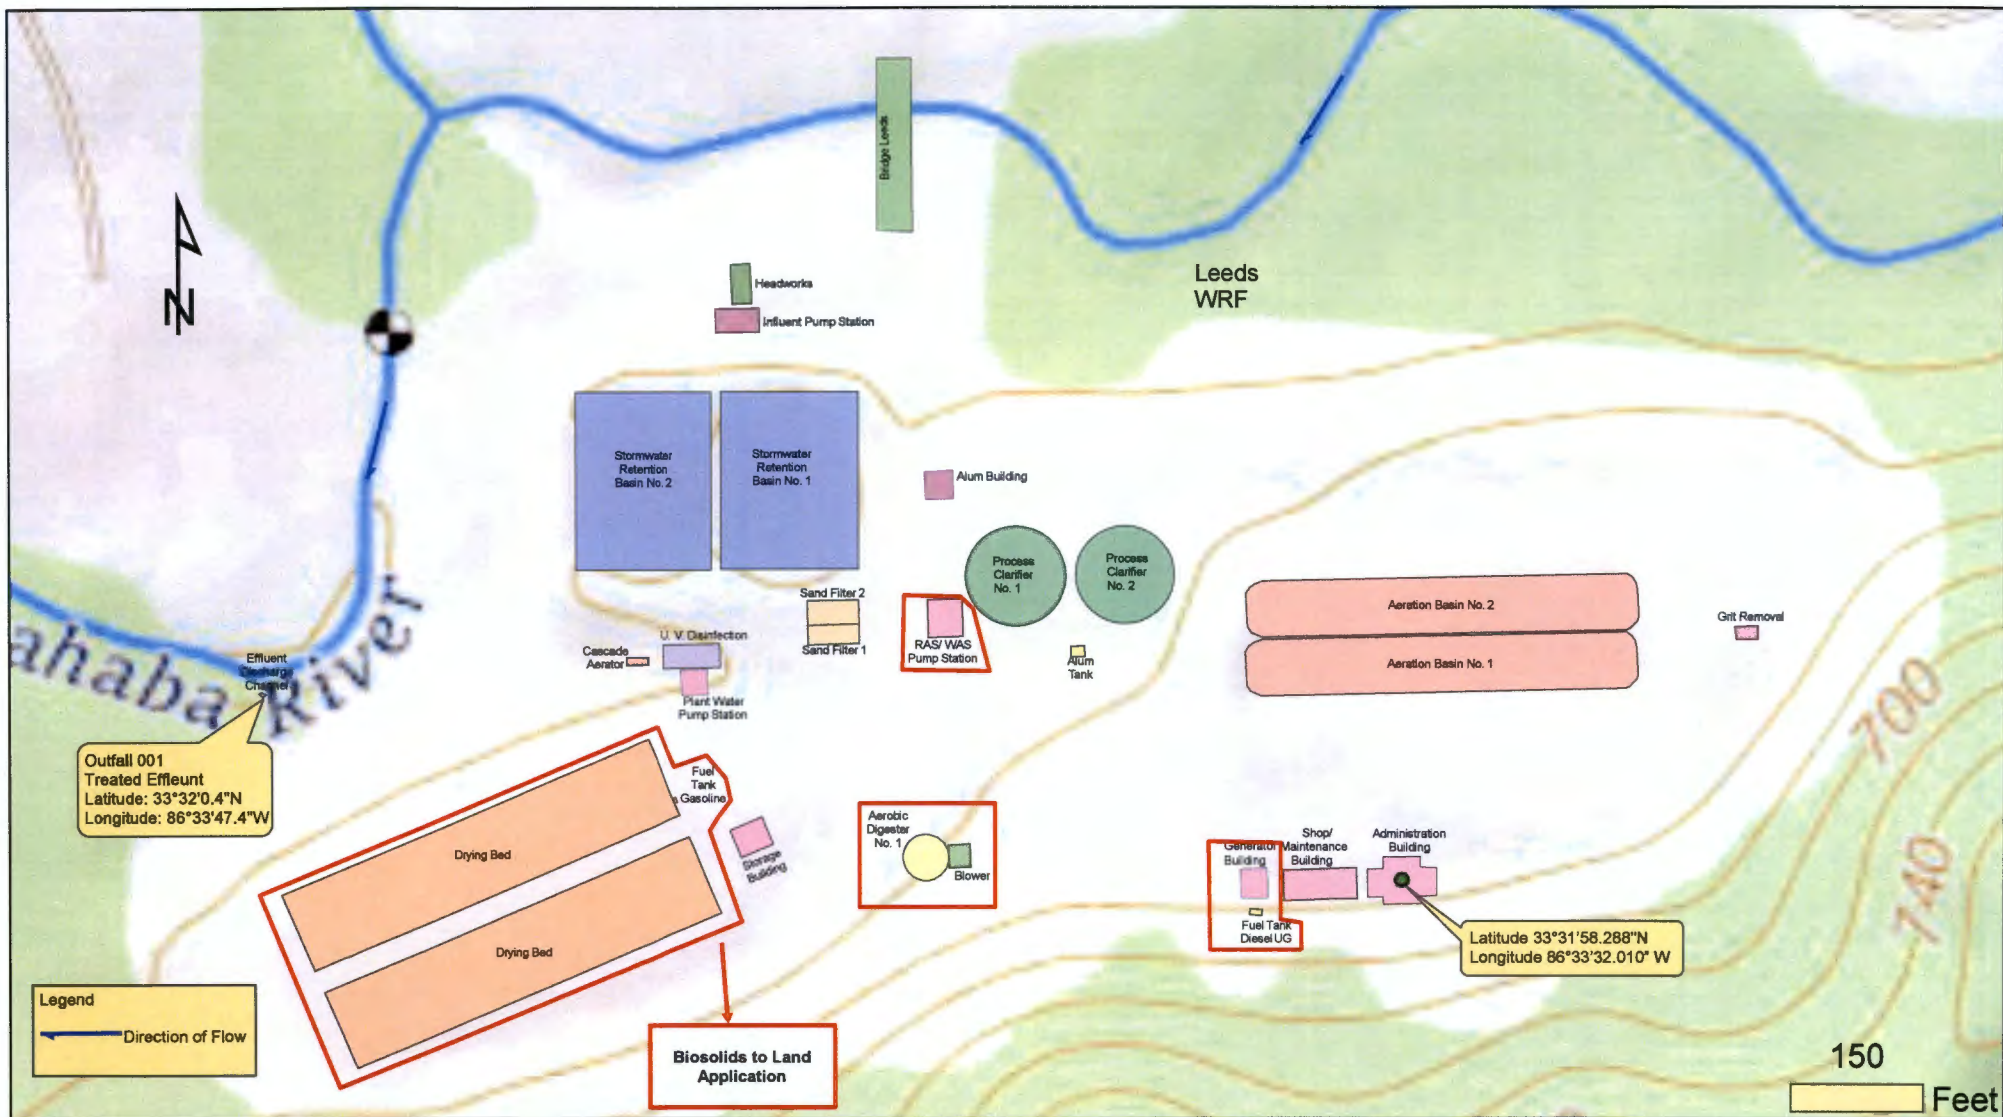 Bridge Leeds
N
Headworks
Influent Pump Station
Leeds
WRF
Stormwater
Retention
Basin No. 2
Stormwater
Retention
Basin No. 1
Alum Building
Process
Clarifier
No. 1
Process
Clarifier
No. 2
Aeration Basin No. 2
Aeration Basin No. 1
Grit Removal
Sand Filter 2
Sand Filter 1
RAS/ WAS
Pump Station
Alum
Tank
U. V. Disinfection
Cascade
Aerator
Plant Water
Pump Station
Effluent
Discharge
Channel
ahaba River
Outfall 001
Treated Effleunt
Latitude: 33°32'0.4"N
Longitude: 86°33'47.4"W
Fuel
Tank
Gasoline
Storage
Building
Drying Bed
Drying Bed
Aerobic
Digester
No. 1
Blower
Generator
Building
Shop/
Maintenance
Building
Administration
Building
Fuel Tank
Diesel UG
Latitude 33°31'58.288"N
Longitude 86°33'32.010" W
700
740
Legend
Direction of Flow
Biosolids to Land
Application
150
Feet